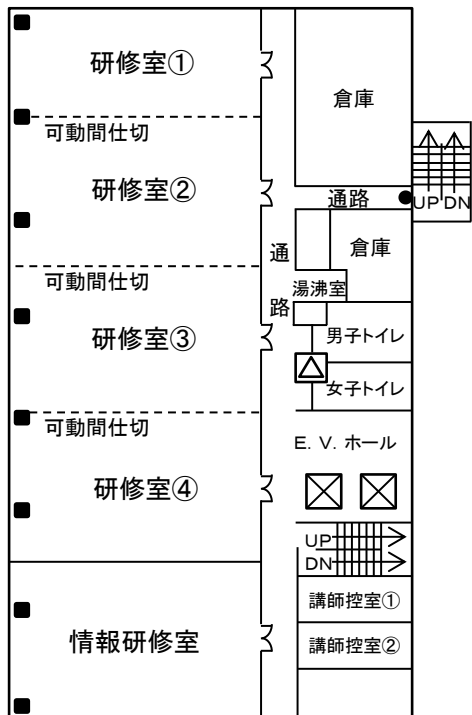 研修室①
倉庫
可動間仕切
研修室②
通路
UP DN
通路
倉庫
可動間仕切
湯沸室
研修室③
男子トイレ
女子トイレ
可動間仕切
E. V. ホール
研修室④
UP
DN
講師控室①
情報研修室
講師控室②